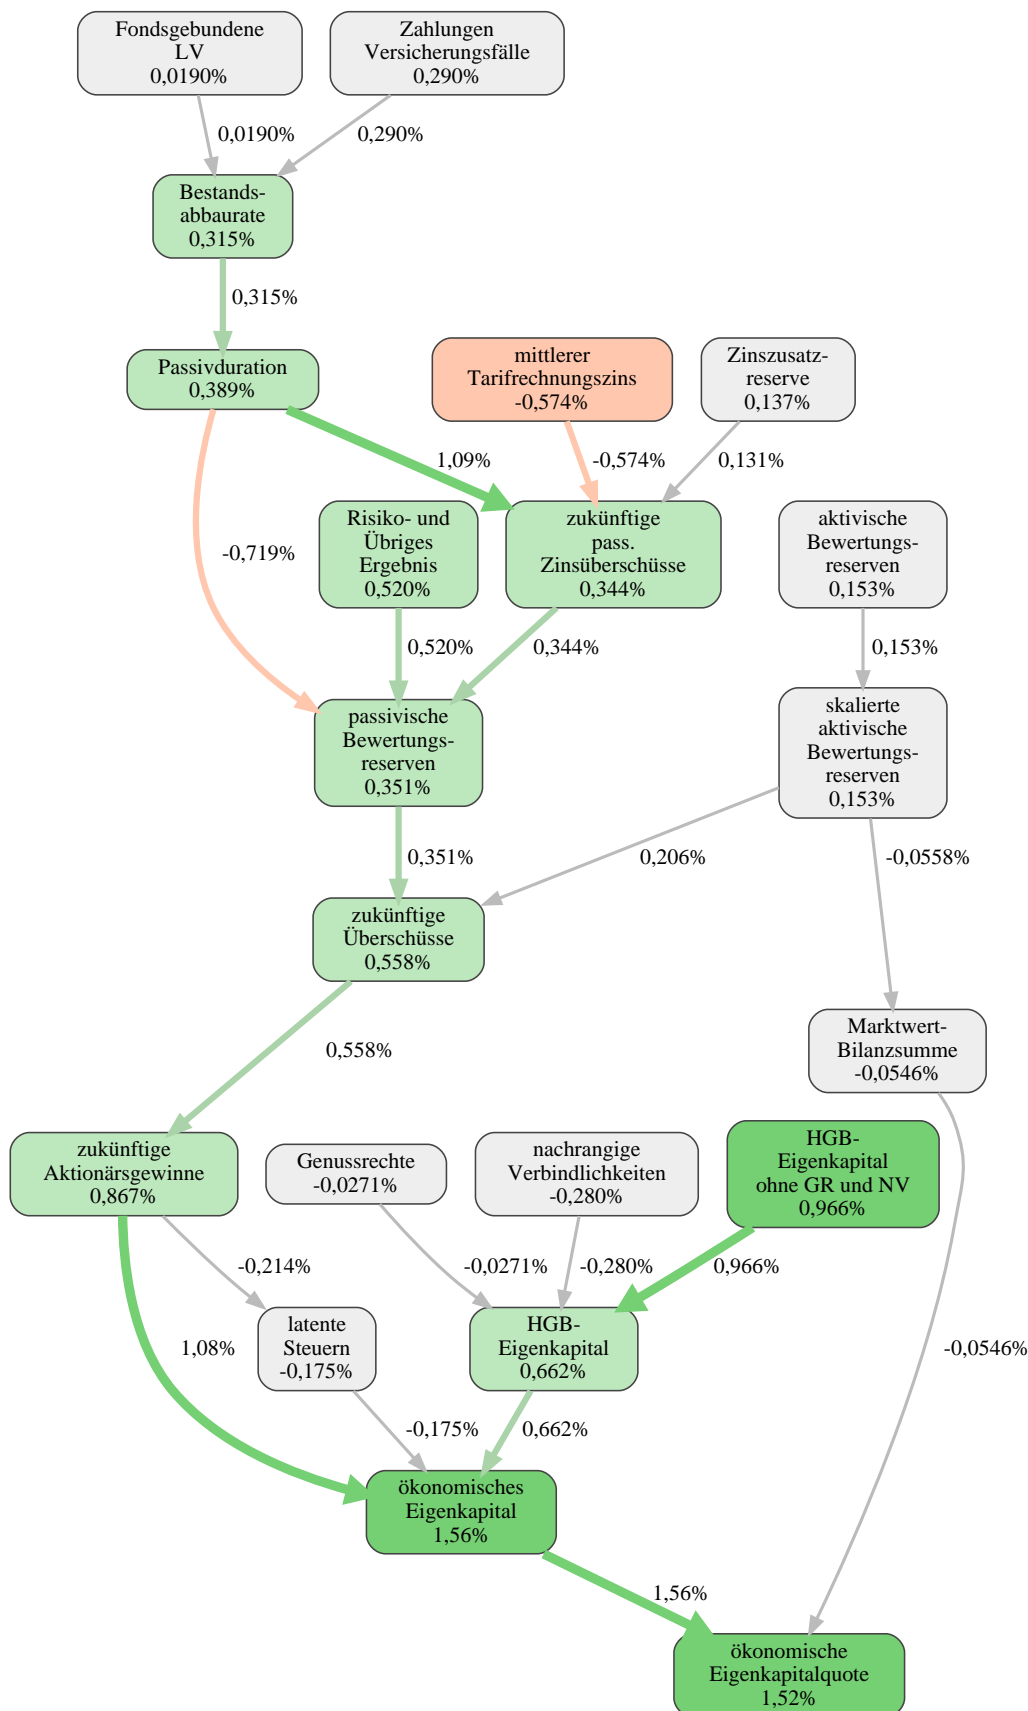 Fondsgebundene
LV
0,0190%
Zahlungen
Versicherungsfälle
0,290%
0,0190%
0,290%
Bestands-
abbaurate
0,315%
0,315%
Passivduration
0,389%
mittlerer
Tarifrechnungszins
-0,574%
Zinszusatz-
reserve
0,137%
1,09%
-0,574%
0,131%
Risiko- und
Übriges
Ergebnis
0,520%
zukünftige
pass.
Zinsüberschüsse
0,344%
aktivische
Bewertungs-
reserven
0,153%
-0,719%
0,520%
0,344%
0,153%
passivische
Bewertungs-
reserven
0,351%
skalierte
aktivische
Bewertungs-
reserven
0,153%
0,351%
0,206%
-0,0558%
zukünftige
Überschüsse
0,558%
0,558%
Marktwert-
Bilanzsumme
-0,0546%
zukünftige
Aktionärsgewinne
0,867%
Genussrechte
-0,0271%
nachrangige
Verbindlichkeiten
-0,280%
HGB-
Eigenkapital
ohne GR und NV
0,966%
-0,214%
-0,0271%
-0,280%
0,966%
1,08%
latente
Steuern
-0,175%
HGB-
Eigenkapital
0,662%
-0,0546%
-0,175%
0,662%
ökonomisches
Eigenkapital
1,56%
1,56%
ökonomische
Eigenkapitalquote
1,52%